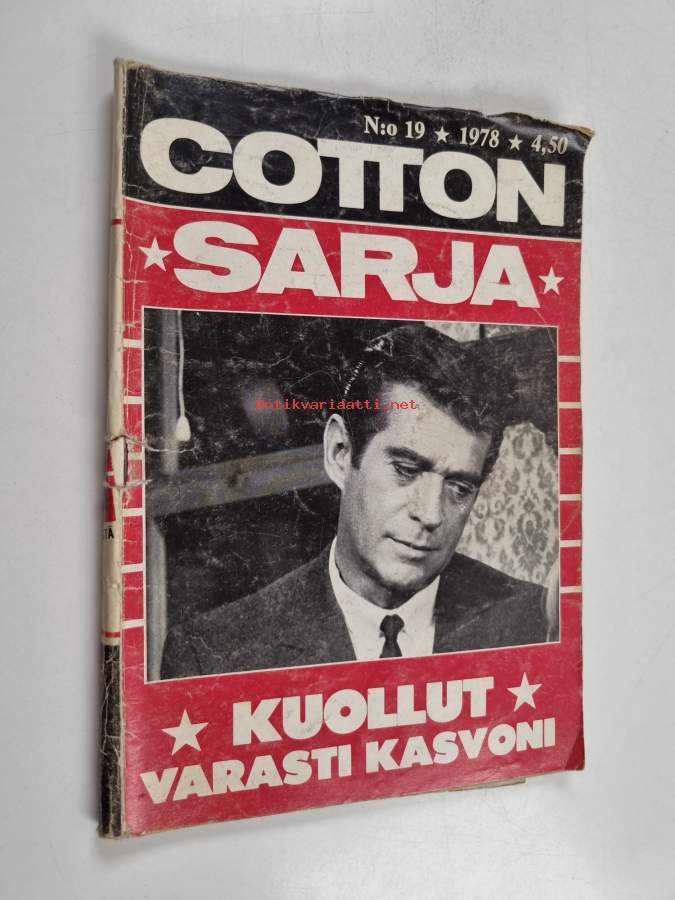 N:o 19 ★ 1978 ★ 4,50
COTTON
★ SARJA ★
Antikvariaatti.net
★ KUOLLUT ★
VARASTI KASVONI